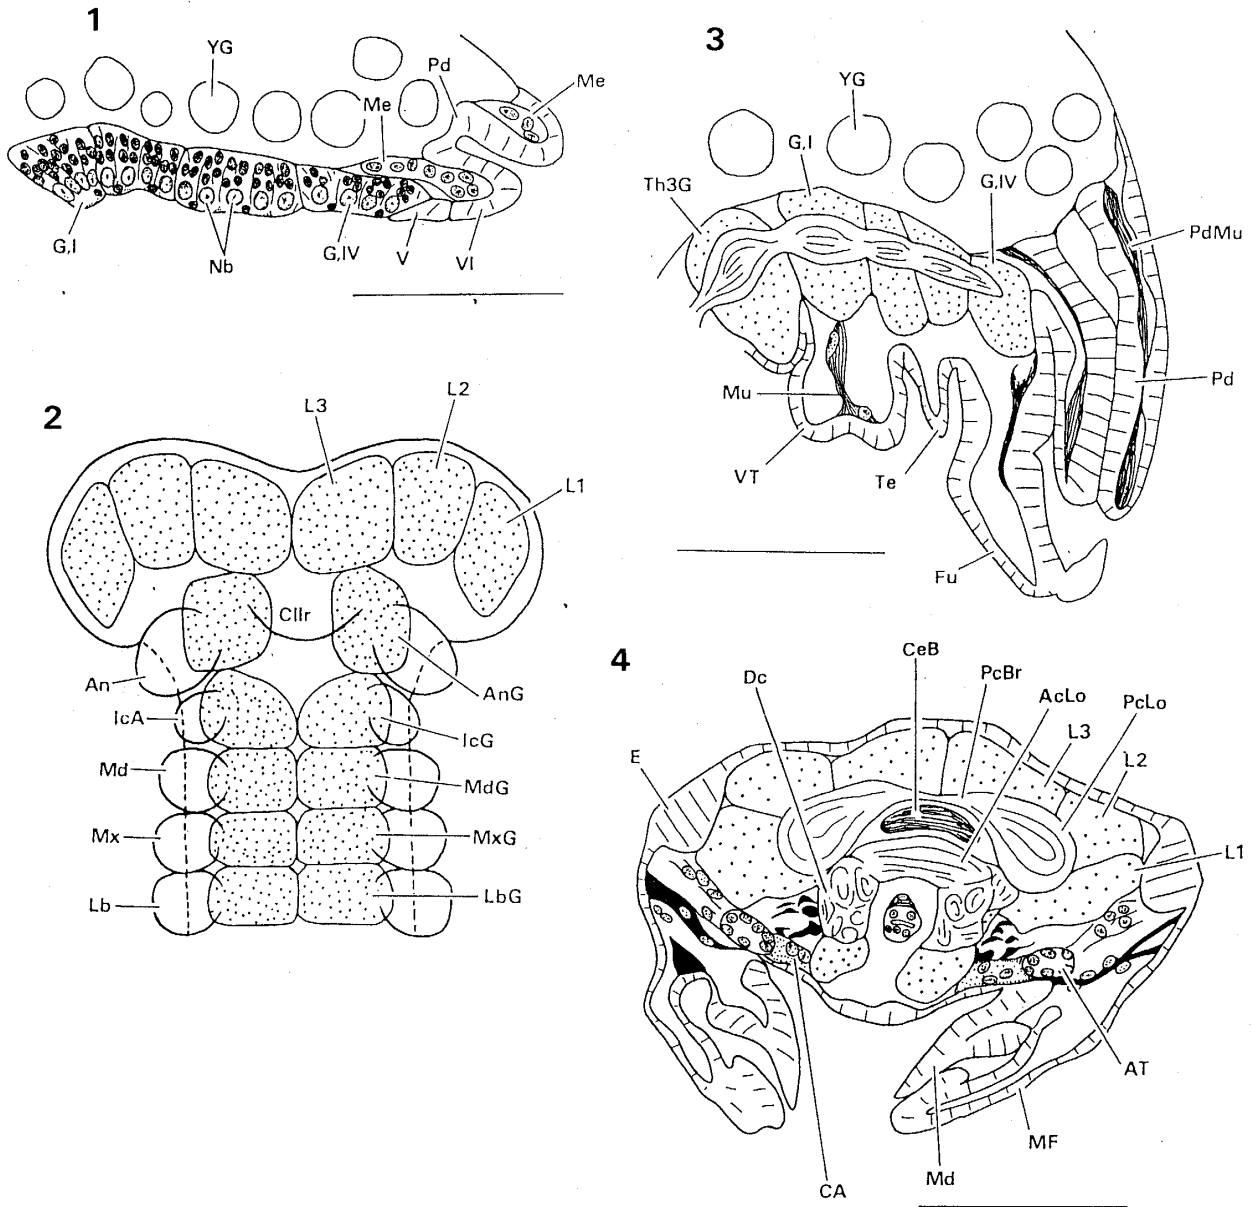 1
YG
Pd
Me
Me
G,I
Nb
G,IV
V
VI
3
YG
G,I
Th3G
G,IV
PdMu
Pd
Mu
VT
Te
Fu
2
L3
L2
L1
Cllr
An
AnG
IcA
IcG
Md
MdG
Mx
MxG
Lb
LbG
4
CeB
Dc
PcBr
AcLo
PcLo
E
L3
L2
L1
AT
MF
Md
CA